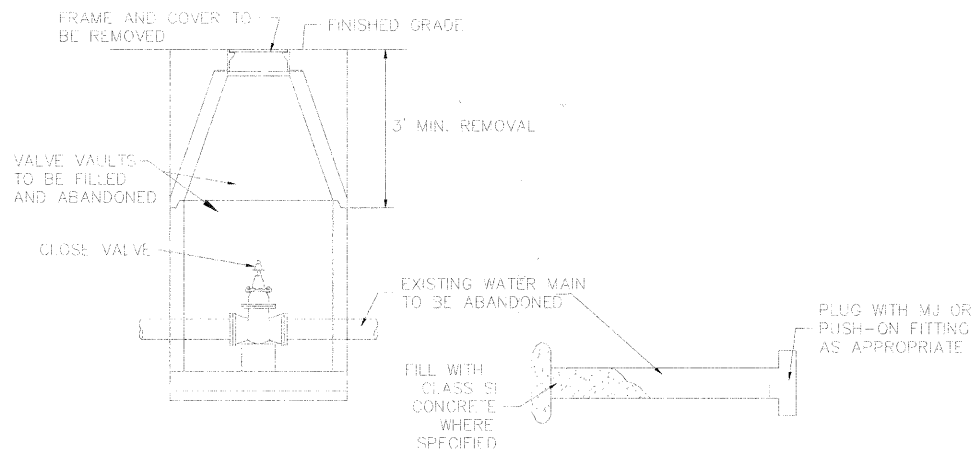 FRAME AND COVER TO
BE REMOVED
FINISHED GRADE
3' MIN. REMOVAL
VALVE VAULTS
TO BE FILLED
AND ABANDONED
CLOSE VALVE
EXISTING WATER MAIN
TO BE ABANDONED
PLUG WITH MJ OR
PUSH-ON FITTING
AS APPROPRIATE
FILL WITH
CLASS SI
CONCRETE
WHERE
SPECIFIED